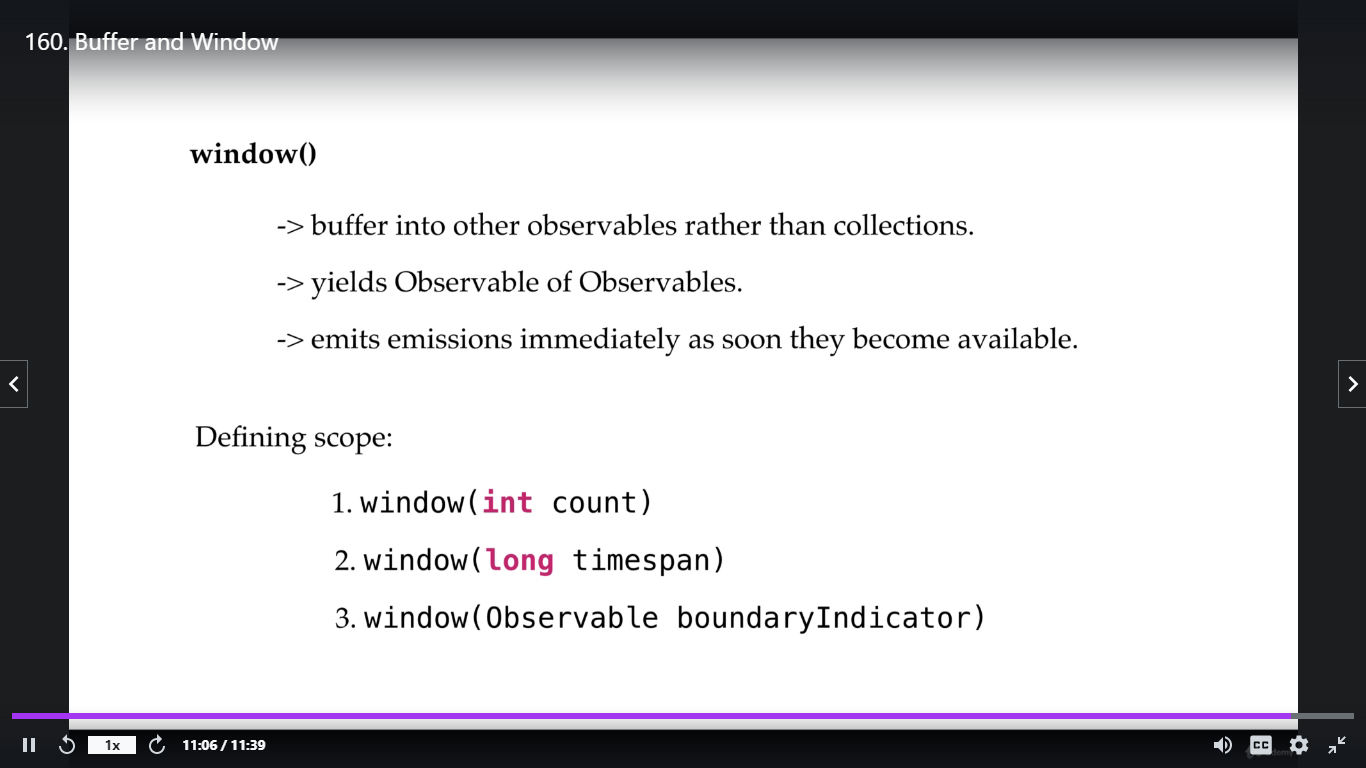 160. Buffer and Window
window()
-> buffer into other observables rather than collections.
-> yields Observable of Observables.
-> emits emissions immediately as soon they become available.
Defining scope:
1. window(int count)
2. window(long timespan)
3. window(Observable boundaryIndicator)
1x 11:06 / 11:39 CC